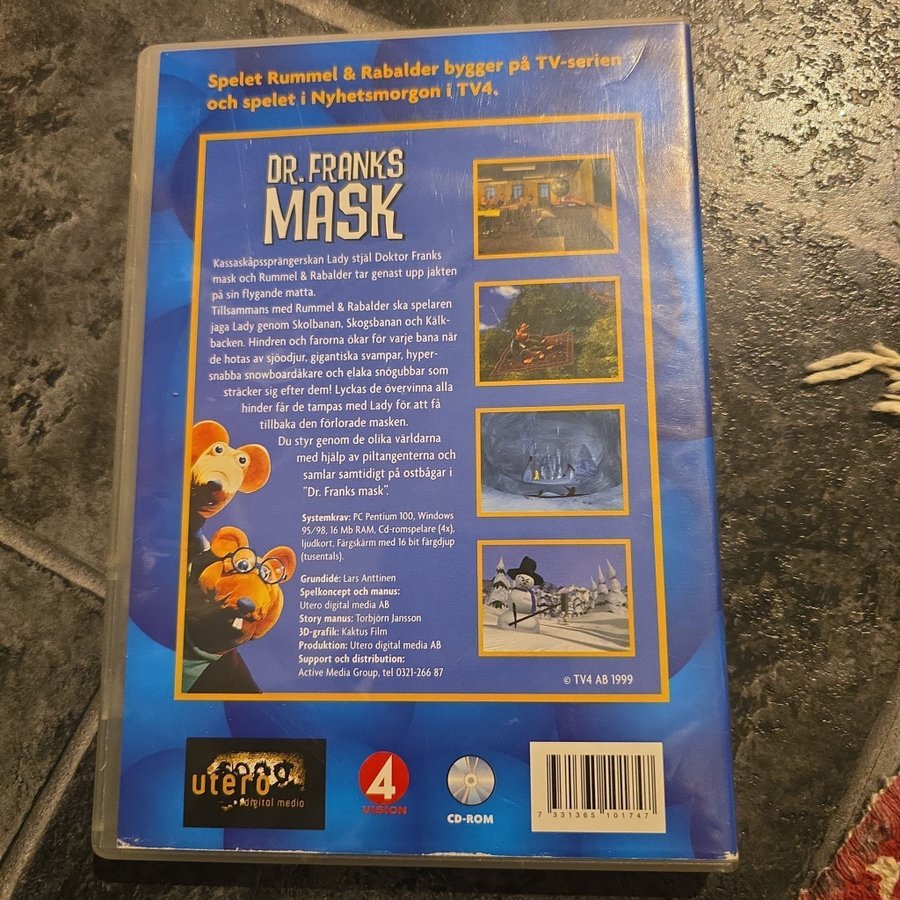 Spelet Rummel & Rabalder bygger på TV-serien
och spelet i Nyhetsmorgon i TV4.
DR. FRANKS
MASK
Kassaskåpssprängerskan Lady stjäl Doktor Franks
mask och Rummel & Rabalder tar genast upp jakten
på sin flygande matta.
Tillsammans med Rummel & Rabalder ska spelaren
jaga Lady genom Skolbanan, Skogsbanan och Kälk-
backen. Hindren och farorna ökar för varje bana när
de hotas av sjöodjur, gigantiska svampar, hyper-
snabba snowboardåkare och elaka snögubbar som
sträcker sig efter dem! Lyckas de övervinna alla
hinder får de tampas med Lady för att få
tillbaka den förlorade masken.
Du styr genom de olika världarna
med hjälp av piltangenterna och
samlar samtidigt på ostbågar i
"Dr. Franks mask".
Systemkrav: PC Pentium 100, Windows
95/98, 16 Mb RAM, Cd-romspelare (4x),
ljudkort, Färgskärm med 16 bit färgdjup
(tusentals).
Grundidé: Lars Anttinen
Spelkoncept och manus:
Utero digital media AB
Story manus: Torbjörn Jansson
3D-grafik: Kaktus Film
Produktion: Utero digital media AB
Support och distribution:
Active Media Group, tel 0321-266 87
© TV4 AB 1999
utero
digital media
4
VISION
CD-ROM
7 331365 101747